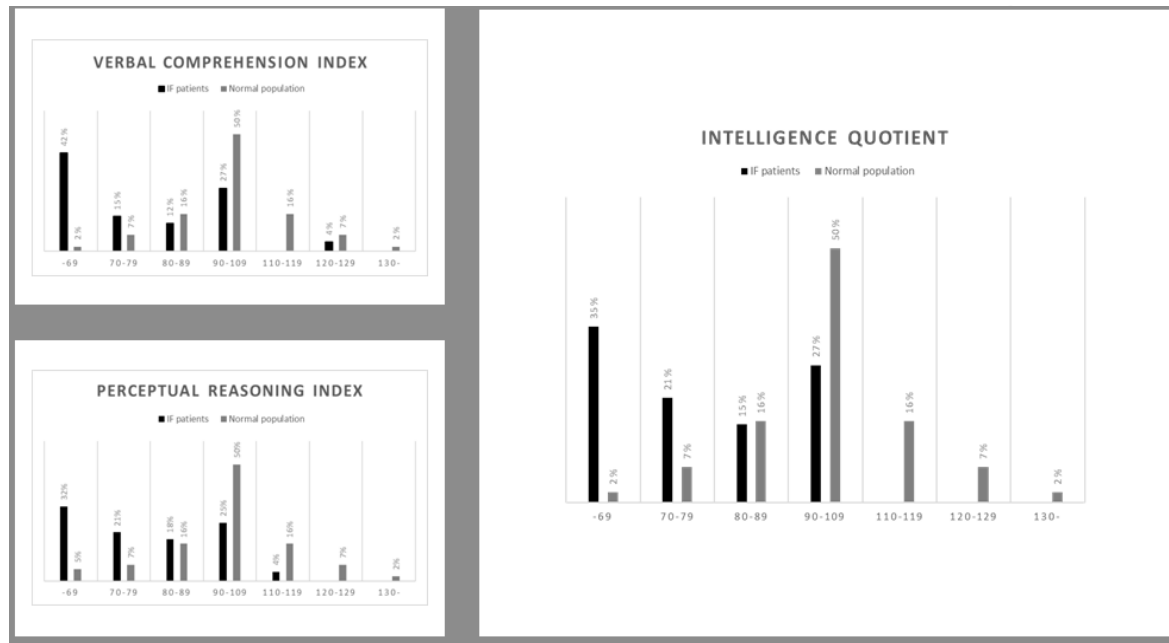 VERBAL COMPREHENSION INDEX
IF patients Normal population
42% 2% 15% 7% 12% 16% 27% 50% 16% 4% 7% 2%
-69 70-79 80-89 90-109 110-119 120-129 130-
PERCEPTUAL REASONING INDEX
IF patients Normal population
32% 5% 21% 7% 18% 16% 25% 50% 4% 16% 7% 2%
-69 70-79 80-89 90-109 110-119 120-129 130-
INTELLIGENCE QUOTIENT
IF patients Normal population
35% 2% 21% 7% 15% 16% 27% 50% 16% 7% 2%
-69 70-79 80-89 90-109 110-119 120-129 130-